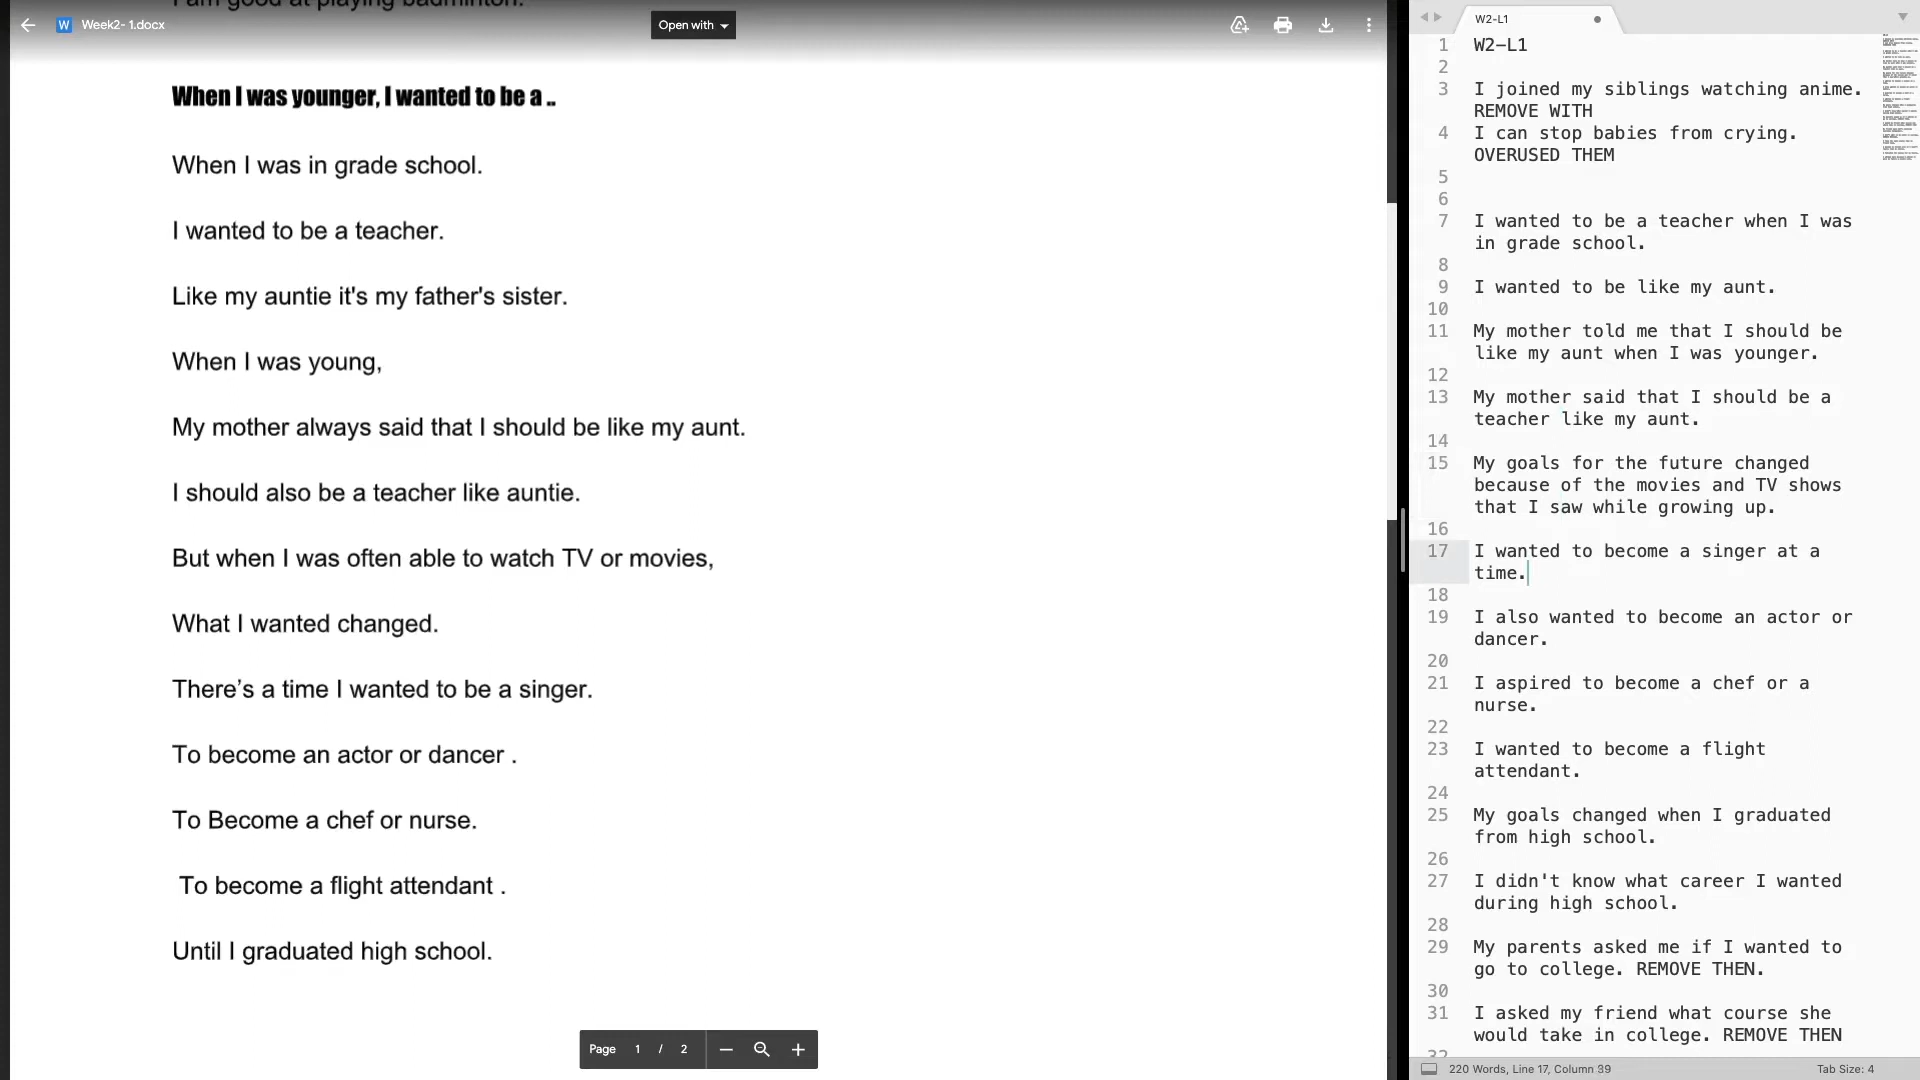 I am good at playing badminton.
Week2- 1.docx
Open with
When I was younger, I wanted to be a ..
When I was in grade school.
I wanted to be a teacher.
Like my auntie it's my father's sister.
When I was young,
My mother always said that I should be like my aunt.
I should also be a teacher like auntie.
But when I was often able to watch TV or movies,
What I wanted changed.
There's a time I wanted to be a singer.
To become an actor or dancer .
To Become a chef or nurse.
To become a flight attendant .
Until I graduated high school.
Page 1 / 2
W2-L1
1 W2-L1
2
3 I joined my siblings watching anime.
REMOVE WITH
4 I can stop babies from crying.
OVERUSED THEM
5
6
7 I wanted to be a teacher when I was
in grade school.
8
9 I wanted to be like my aunt.
10
11 My mother told me that I should be
like my aunt when I was younger.
12
13 My mother said that I should be a
teacher like my aunt.
14
15 My goals for the future changed
because of the movies and TV shows
that I saw while growing up.
16
17 I wanted to become a singer at a
time.
18
19 I also wanted to become an actor or
dancer.
20
21 I aspired to become a chef or a
nurse.
22
23 I wanted to become a flight
attendant.
24
25 My goals changed when I graduated
from high school.
26
27 I didn't know what career I wanted
during high school.
28
29 My parents asked me if I wanted to
go to college. REMOVE THEN.
30
31 I asked my friend what course she
would take in college. REMOVE THEN
32
220 Words, Line 17, Column 39
Tab Size: 4